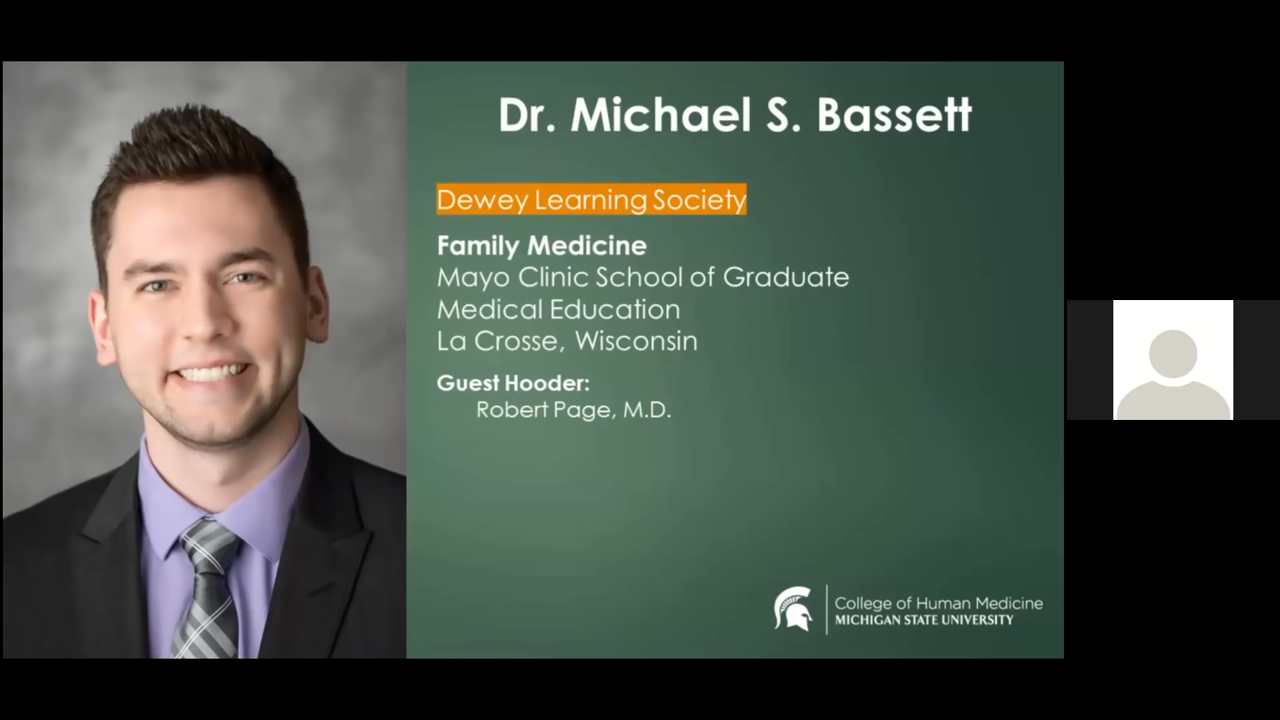 Dr. Michael S. Bassett
Dewey Learning Society
Family Medicine
Mayo Clinic School of Graduate
Medical Education
La Crosse, Wisconsin
Guest Hooder:
Robert Page, M.D.
College of Human Medicine
MICHIGAN STATE UNIVERSITY